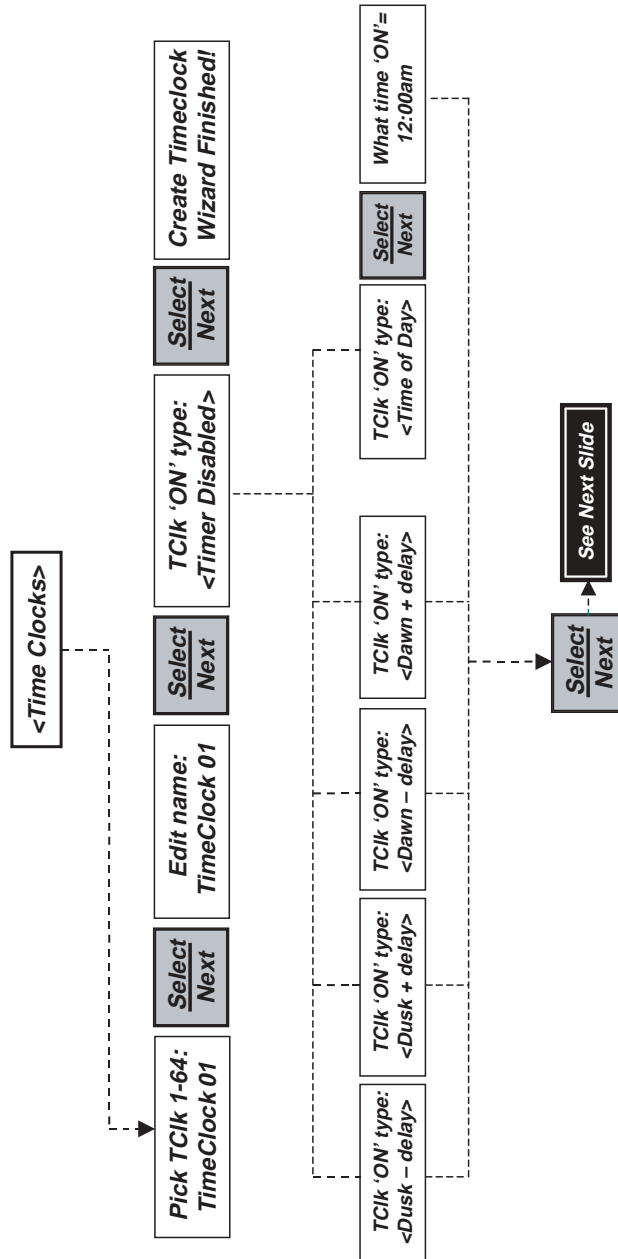 <Time Clocks>
Pick TClk 1-64:
TimeClock 01
Select
Next
Edit name:
TimeClock 01
Select
Next
TClk ‘ON’ type:
<Timer Disabled>
Select
Next
Create Timeclock
Wizard Finished!
TClk ‘ON’ type:
<Dusk – delay>
TClk ‘ON’ type:
<Dusk + delay>
TClk ‘ON’ type:
<Dawn – delay>
TClk ‘ON’ type:
<Dawn + delay>
TClk ‘ON’ type:
<Time of Day>
Select
Next
What time ‘ON’=
12:00am
Select
Next
See Next Slide